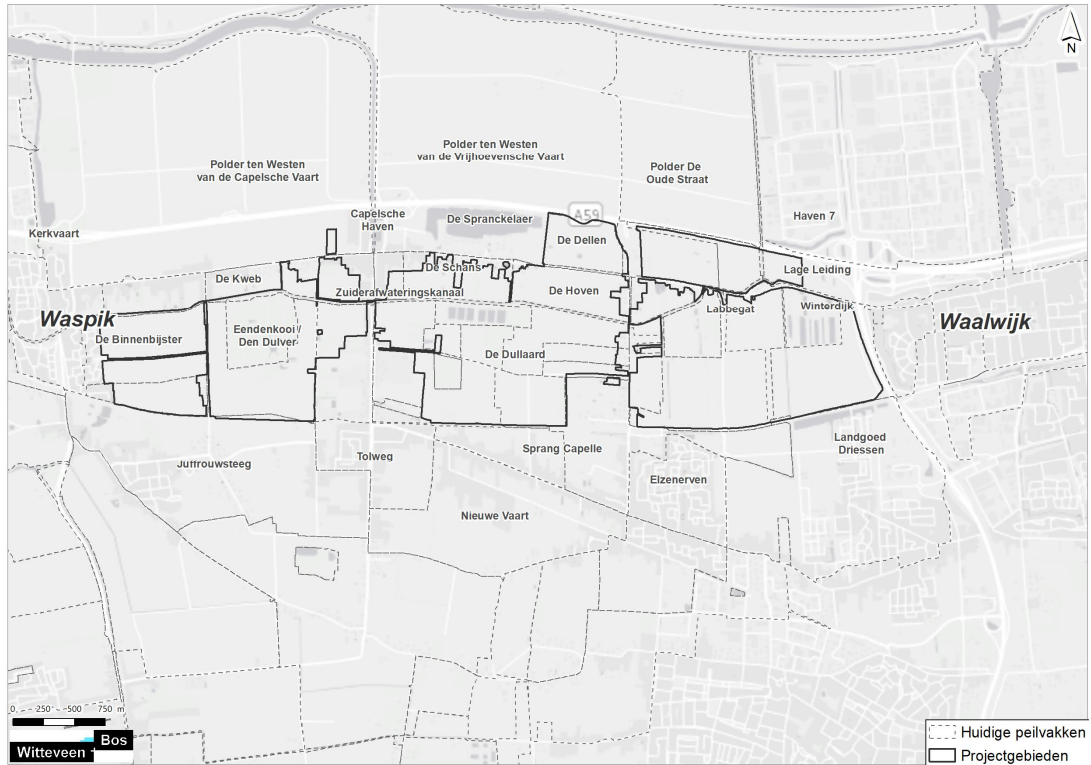 N
Polder ten Westen
van de Capelsche Vaart
Polder ten Westen
van de Vrijhoevensche Vaart
Polder De
Oude Straat
Kerkvaart
Capelsche
Haven
De Spranckelaer
A59
Haven 7
De Dellen
De Kweb
De Schans
Lage Leiding
Zuiderafwateringskanaal
De Hoven
Labbegat
Winterdijk
Waspik
Waalwijk
De Binnenbijster
Eendenkooi /
Den Dulver
De Dullaard
Juffrouwsteeg
Tolweg
Sprang Capelle
Landgoed
Driessen
Elzenerven
Nieuwe Vaart
0 250 500 750 m
Witteveen + Bos
Huidige peilvakken
Projectgebieden